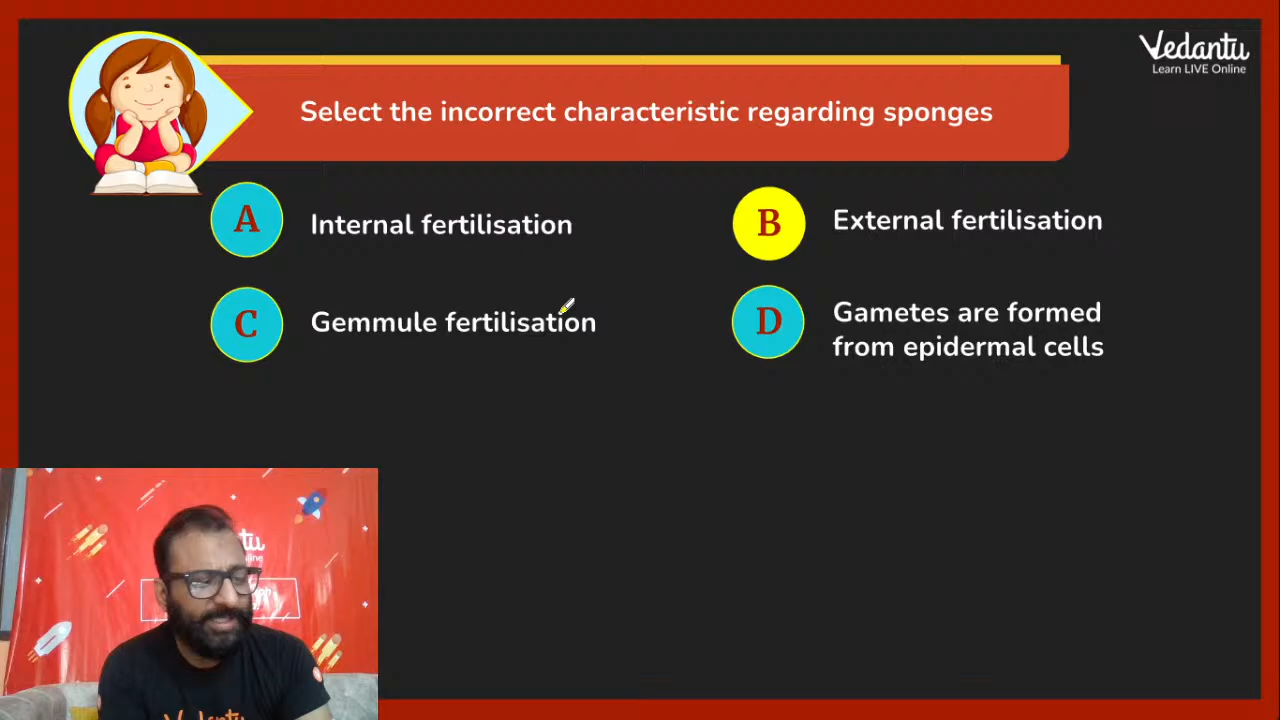 Vedantu
Learn LIVE Online
Select the incorrect characteristic regarding sponges
A
Internal fertilisation
B
External fertilisation
C
Gemmule fertilisation
D
Gametes are formed
from epidermal cells
Vedantu